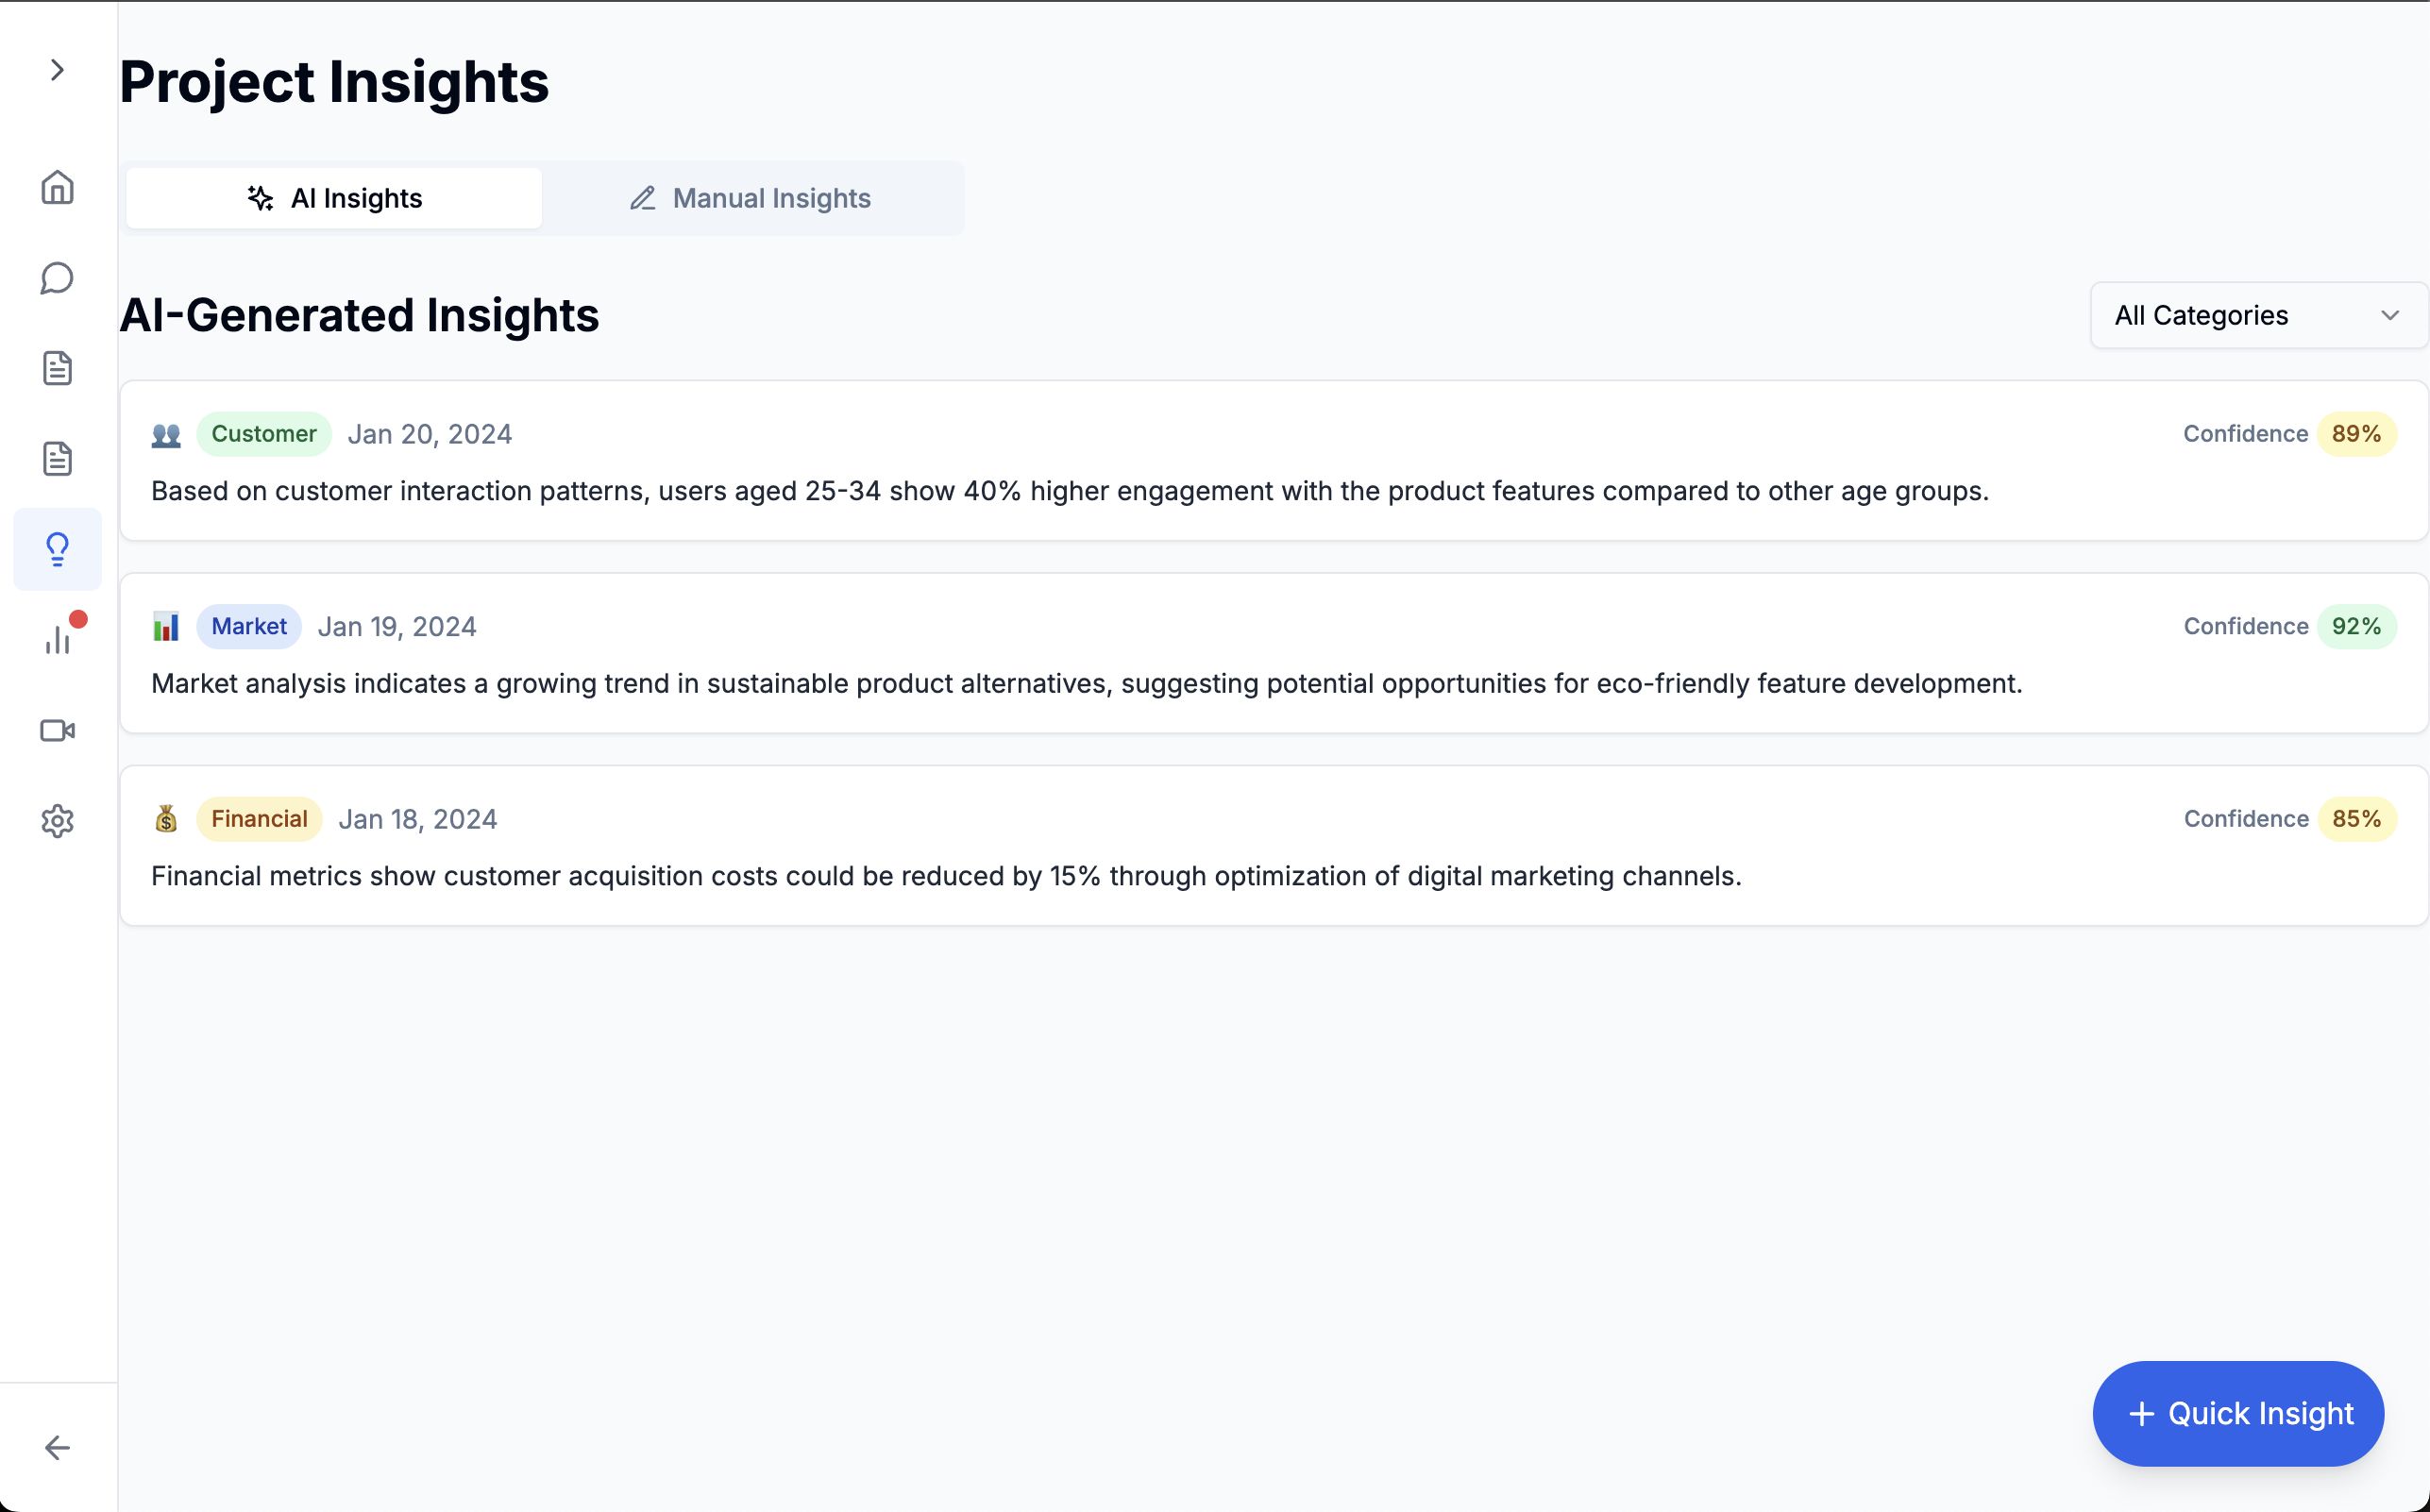 Project Insights
AI Insights
Manual Insights
AI-Generated Insights
All Categories
Customer Jan 20, 2024 Confidence 89%
Based on customer interaction patterns, users aged 25-34 show 40% higher engagement with the product features compared to other age groups.
Market Jan 19, 2024 Confidence 92%
Market analysis indicates a growing trend in sustainable product alternatives, suggesting potential opportunities for eco-friendly feature development.
Financial Jan 18, 2024 Confidence 85%
Financial metrics show customer acquisition costs could be reduced by 15% through optimization of digital marketing channels.
+ Quick Insight